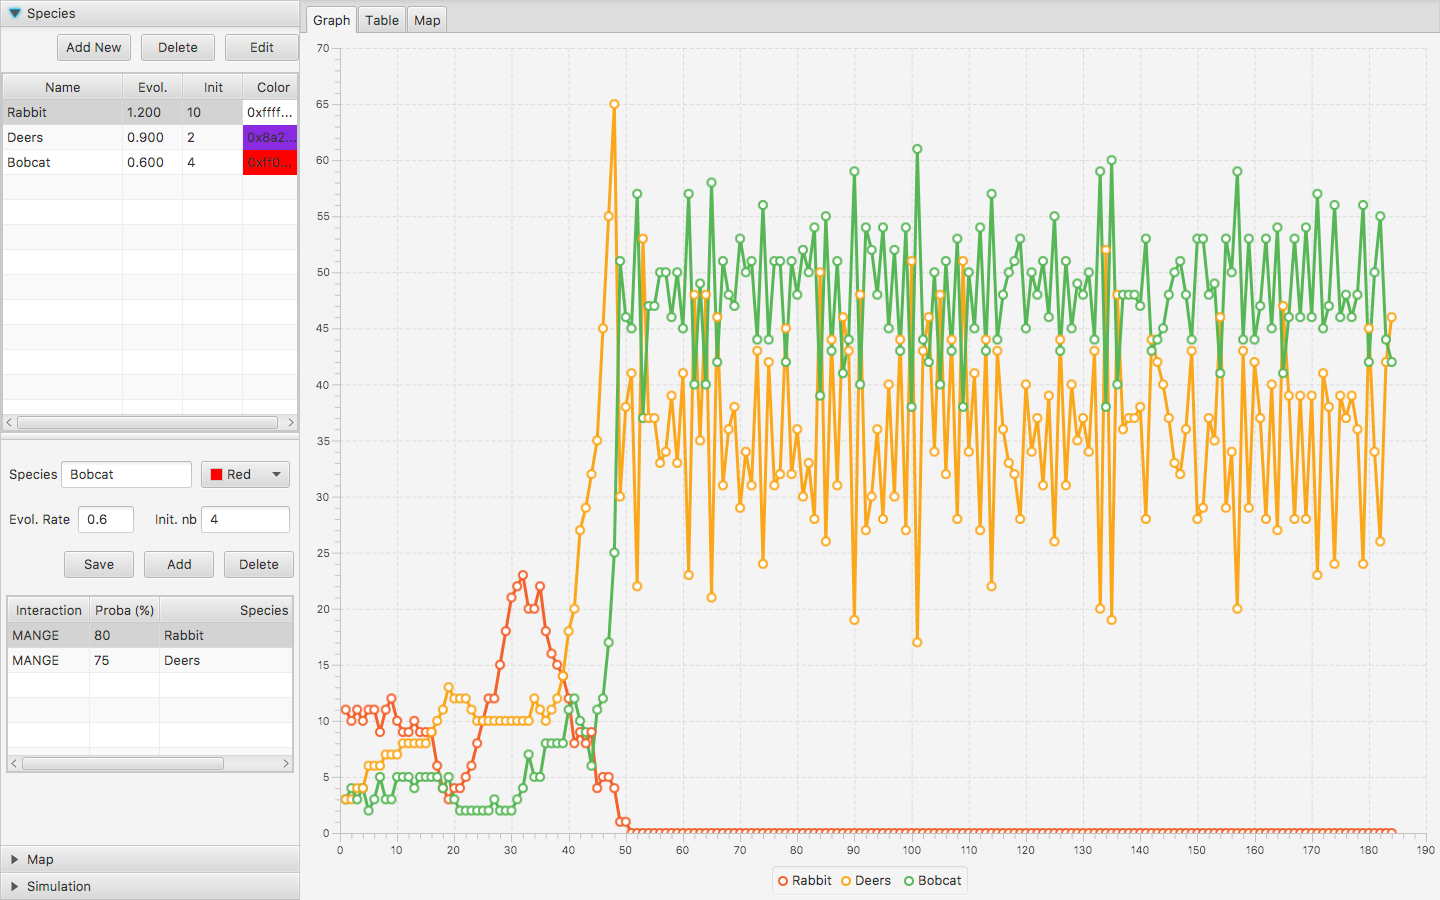 Species
Add New Delete Edit
Name Evol. Init Color
Rabbit 1.200 10 0xffff...
Deers 0.900 2 0x8a2...
Bobcat 0.600 4 0xff0...
Species Bobcat Red
Evol. Rate 0.6 Init. nb 4
Save Add Delete
Interaction Proba (%) Species
MANGE 80 Rabbit
MANGE 75 Deers
Map
Simulation
Graph Table Map
70
65
60
55
50
45
40
35
30
25
20
15
10
5
0
0 10 20 30 40 50 60 70 80 90 100 110 120 130 140 150 160 170 180 190
Rabbit Deers Bobcat